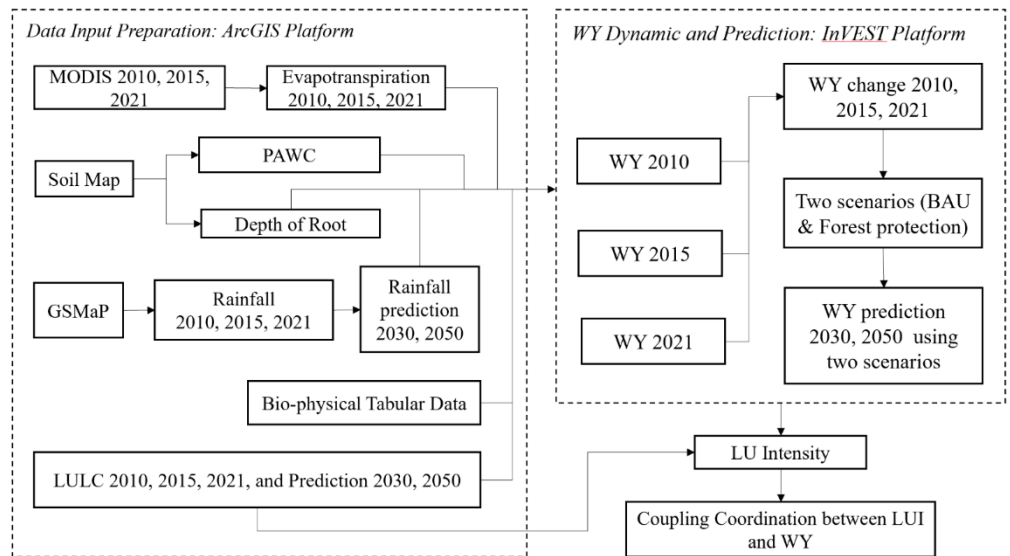 Data Input Preparation: ArcGIS Platform
MODIS 2010, 2015,
2021
Evapotranspiration
2010, 2015, 2021
Soil Map
PAWC
Depth of Root
GSMaP
Rainfall
2010, 2015, 2021
Rainfall
prediction
2030, 2050
Bio-physical Tabular Data
LULC 2010, 2015, 2021, and Prediction 2030, 2050
WY Dynamic and Prediction: InVEST Platform
WY 2010
WY 2015
WY 2021
WY change 2010,
2015, 2021
Two scenarios (BAU
& Forest protection)
WY prediction
2030, 2050 using
two scenarios
LU Intensity
Coupling Coordination between LUI
and WY